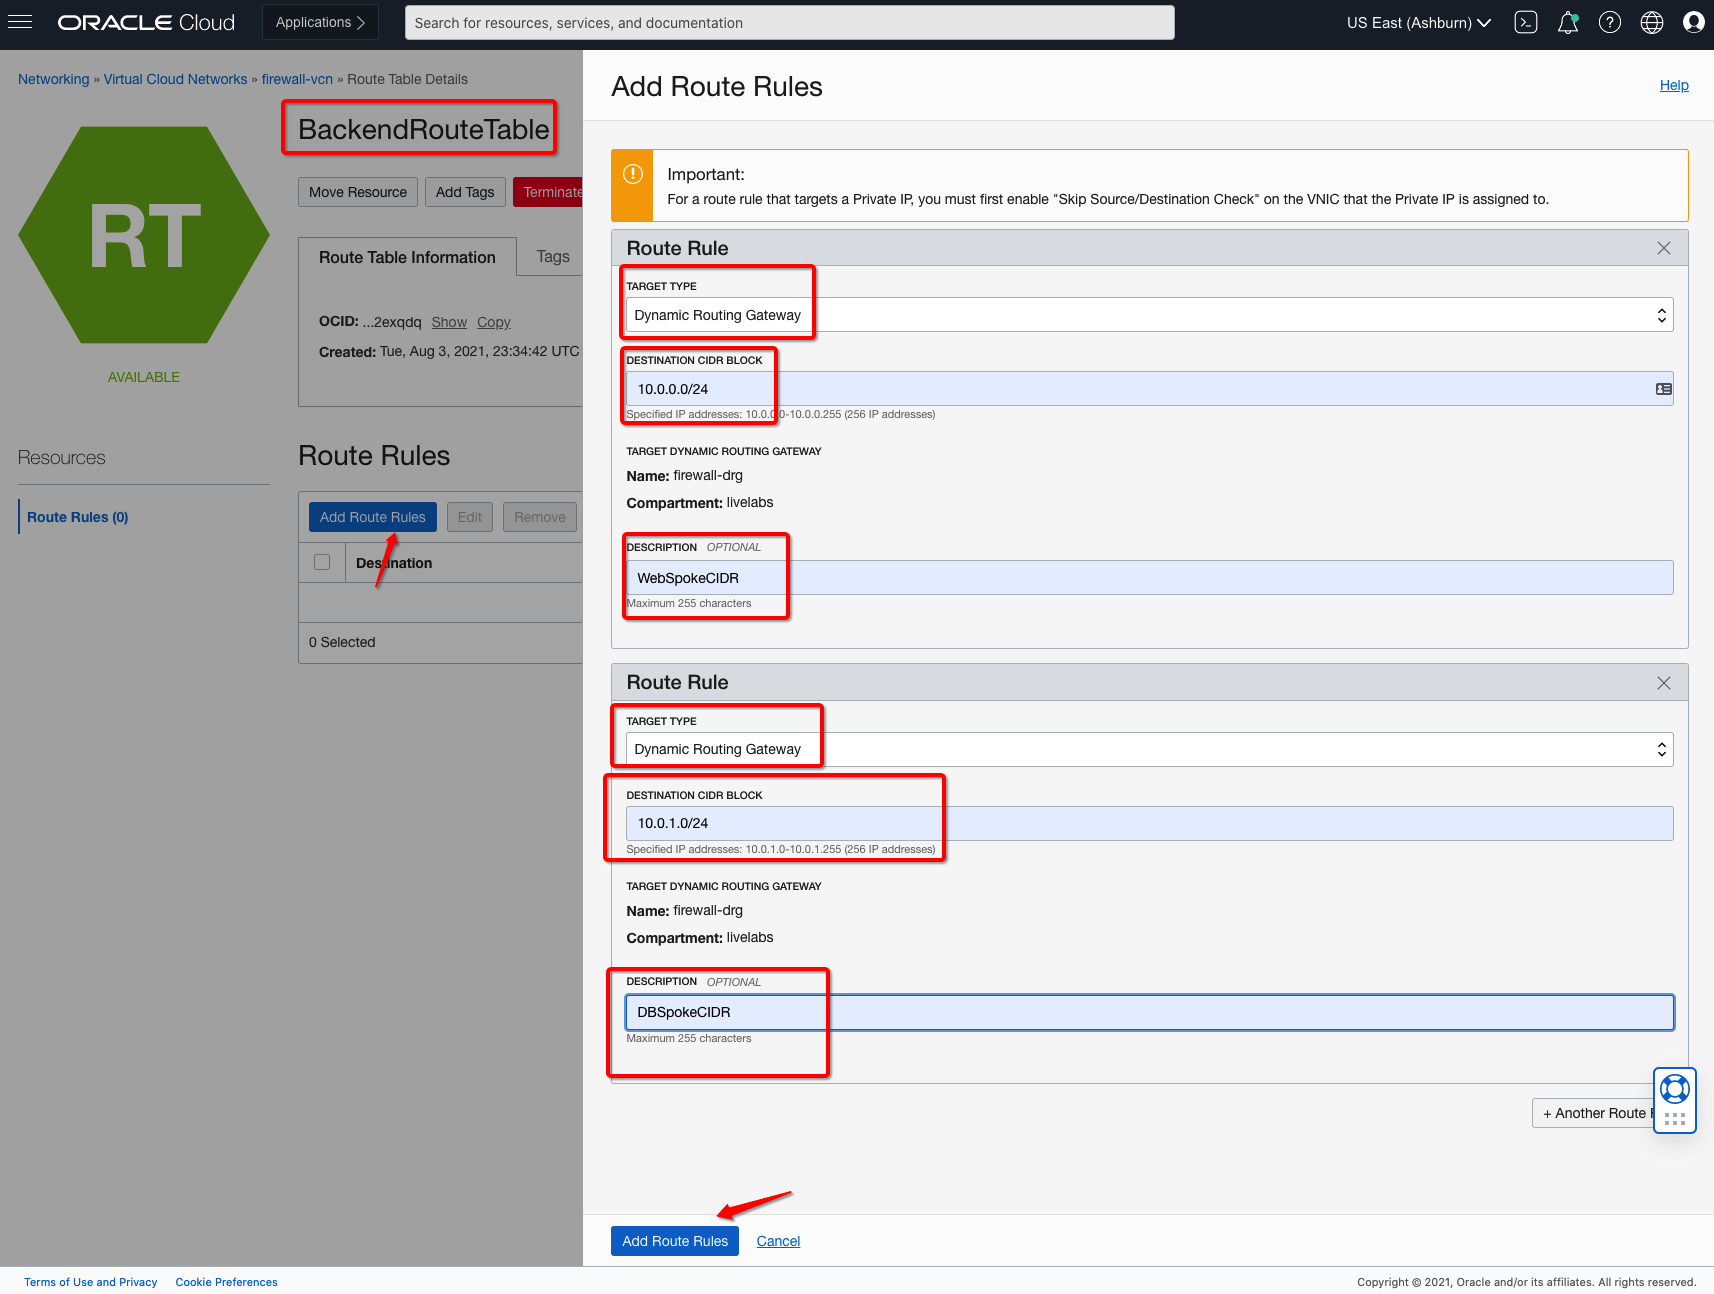 ORACLE Cloud
Applications
Search for resources, services, and documentation
US East (Ashburn)
Networking » Virtual Cloud Networks » firewall-vcn » Route Table Details
RT
AVAILABLE
BackendRouteTable
Move Resource
Add Tags
Terminate
Route Table Information
Tags
OCID: ...2exqdq Show Copy
Created: Tue, Aug 3, 2021, 23:34:42 UTC
Resources
Route Rules (0)
Route Rules
Add Route Rules
Edit
Remove
Destination
0 Selected
Add Route Rules
Help
Important:
For a route rule that targets a Private IP, you must first enable "Skip Source/Destination Check" on the VNIC that the Private IP is assigned to.
Route Rule
TARGET TYPE
Dynamic Routing Gateway
DESTINATION CIDR BLOCK
10.0.0.0/24
Specified IP addresses: 10.0.0.0-10.0.0.255 (256 IP addresses)
TARGET DYNAMIC ROUTING GATEWAY
Name: firewall-drg
Compartment: livelabs
DESCRIPTION OPTIONAL
WebSpokeCIDR
Maximum 255 characters
Route Rule
TARGET TYPE
Dynamic Routing Gateway
DESTINATION CIDR BLOCK
10.0.1.0/24
Specified IP addresses: 10.0.1.0-10.0.1.255 (256 IP addresses)
TARGET DYNAMIC ROUTING GATEWAY
Name: firewall-drg
Compartment: livelabs
DESCRIPTION OPTIONAL
DBSpokeCIDR
Maximum 255 characters
+ Another Route
Add Route Rules
Cancel
Terms of Use and Privacy
Cookie Preferences
Copyright © 2021, Oracle and/or its affiliates. All rights reserved.